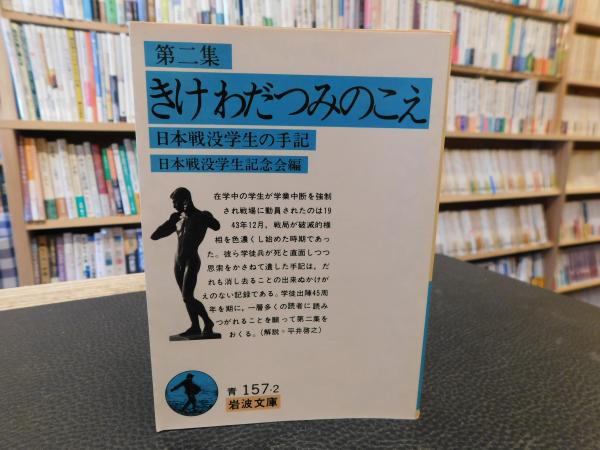 第二集
きけ わだつみのこえ
日本戦没学生の手記
日本戦没学生記念会編
在学中の学生が学業中断を強制
され戦場に動員されたのは19
43年12月，戦局が破滅的様
相を色濃くし始めた時期であっ
た。彼ら学徒兵が死と直面しつつ
思索をかさねて遺した手記は，だ
れも消し去ることの出来ぬかけが
えのない記録である。学徒出陣45周
年を期に，一層多くの読者に読み
つがれることを願って第二集を
おくる。（解説＝平井啓之）
青 157-2
岩波文庫